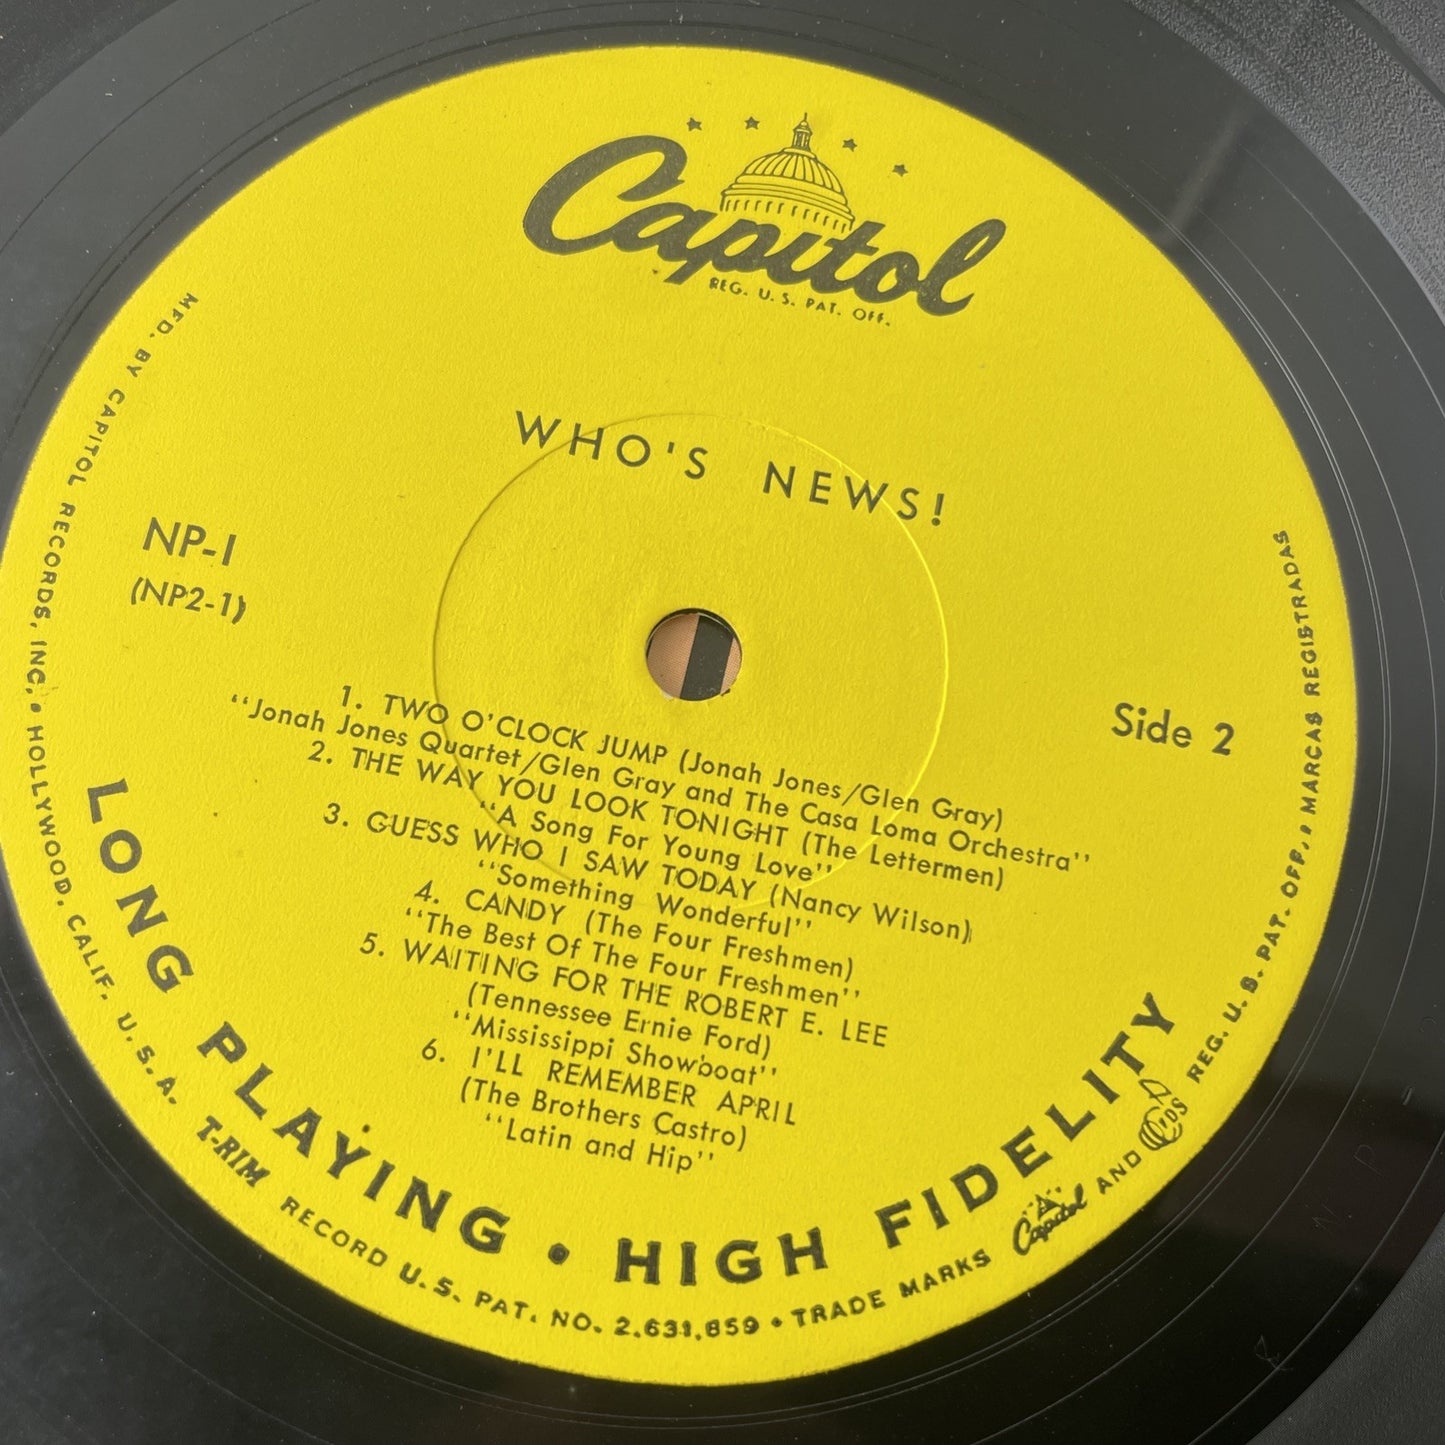 Capitol
REG. U.S. PAT. OFF.
WHO'S NEWS!
NP-1
(NP2-1)
Side 2
1. TWO O'CLOCK JUMP (Jonah Jones/Glen Gray)
"Jonah Jones Quartet/Glen Gray and The Casa Loma Orchestra"
2. THE WAY YOU LOOK TONIGHT (The Lettermen)
"A Song For Young Love"
3. GUESS WHO I SAW TODAY (Nancy Wilson)
"Something Wonderful"
4. CANDY (The Four Freshmen)
"The Best Of The Four Freshmen"
5. WAITING FOR THE ROBERT E. LEE
(Tennessee Ernie Ford)
"Mississippi Showboat"
6. I'LL REMEMBER APRIL
(The Brothers Castro)
"Latin and Hip"
LONG PLAYING • HIGH FIDELITY
MFD. BY CAPITOL RECORDS, INC. • HOLLYWOOD, CALIF. U.S.A. T-RIM RECORD U.S. PAT. NO. 2,631,859 • TRADE MARKS Capitol AND REG. U.S. PAT. OFF., MARCAS REGISTRADAS